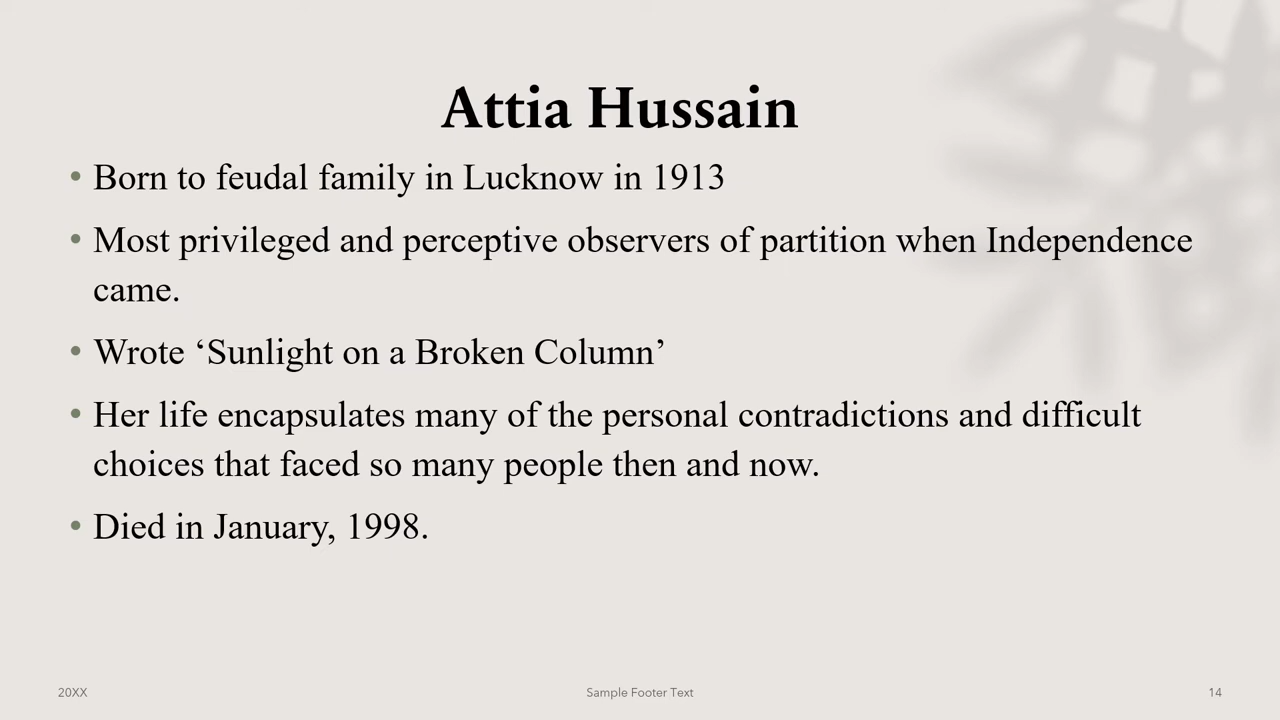 Attia Hussain
• Born to feudal family in Lucknow in 1913
• Most privileged and perceptive observers of partition when Independence
came.
• Wrote ‘Sunlight on a Broken Column’
• Her life encapsulates many of the personal contradictions and difficult
choices that faced so many people then and now.
• Died in January, 1998.
20XX
Sample Footer Text
14